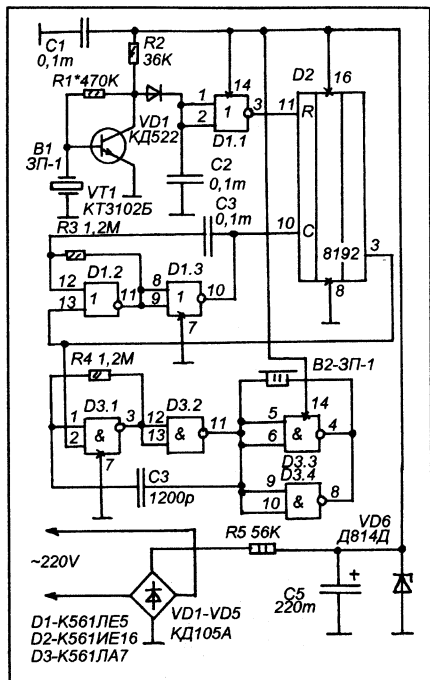 C1
0,1m
R2
36K
R1*470K
VD1
КД522
1
2
1
14
3
D1.1
11
D2
16
R
B1
ЗП-1
VT1
КТ3102Б
C2
0,1m
C3
0,1m
10
C
8192
3
8
R3 1,2M
12
13
D1.2
1
11
8
9
D1.3
1
10
7
R4 1,2M
B2-ЗП-1
D3.1
1
2
&
3
7
D3.2
12
13
&
11
14
5
6
&
4
D3.3
D3.4
9
10
&
8
C3
1200p
R5 56K
VD6
Д814Д
~220V
C5
220m
+
VD1-VD5
КД105А
D1-К561ЛЕ5
D2-К561ИЕ16
D3-К561ЛА7